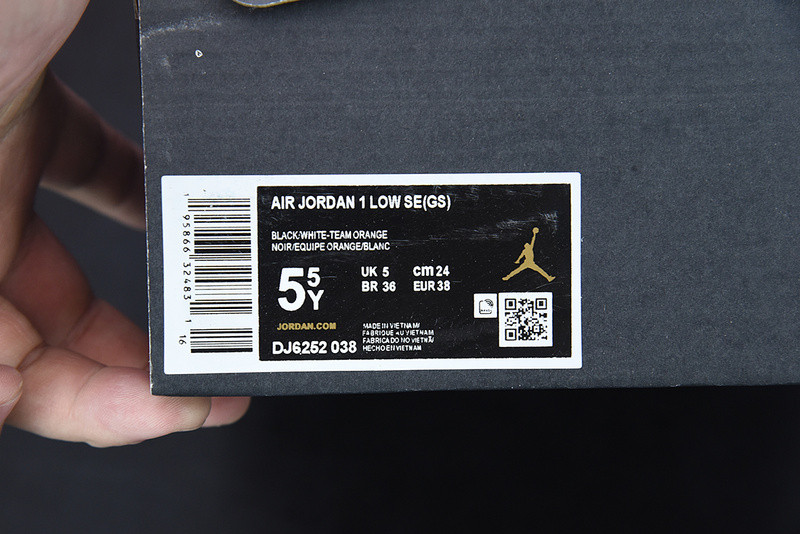 AIR JORDAN 1 LOW SE(GS)
BLACK/WHITE-TEAM ORANGE
NOIR/EQUIPE ORANGE/BLANC
5 5Y
UK 5 cm 24
BR 36 EUR 38
JORDAN.COM
DJ6252 038
MADE IN VIETNAM/
FABRIQUE AU VIETNAM
FABRICADO NO VIETNÃ/
HECHO EN VIETNAM
1 95866 32483 1 16